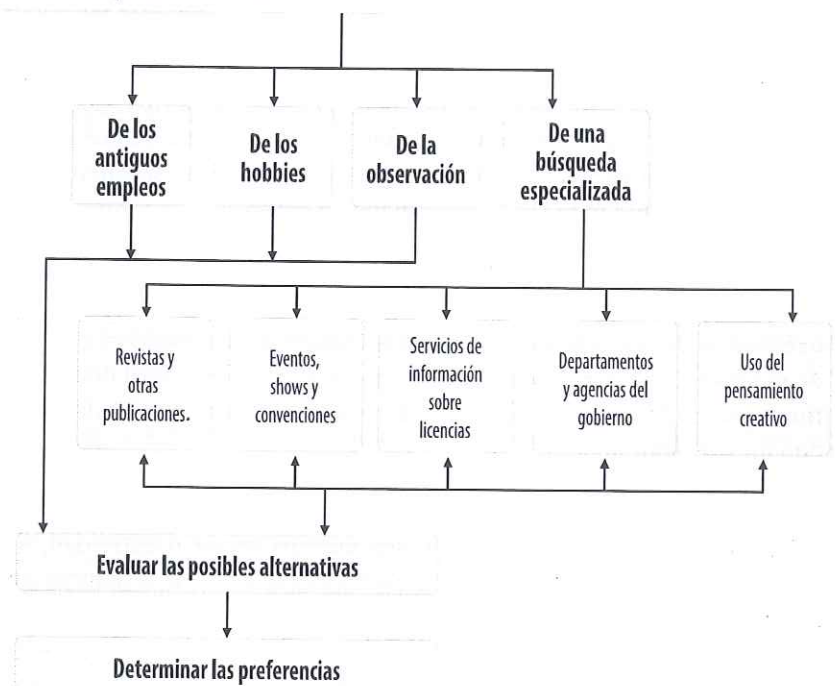 De los
antiguos
empleos
De los
hobbies
De la
observación
De una
búsqueda
especializada
Revistas y
otras
publicaciones.
Eventos,
shows y
convenciones
Servicios de
información
sobre
licencias
Departamentos
y agencias del
gobierno
Uso del
pensamiento
creativo
Evaluar las posibles alternativas
Determinar las preferencias